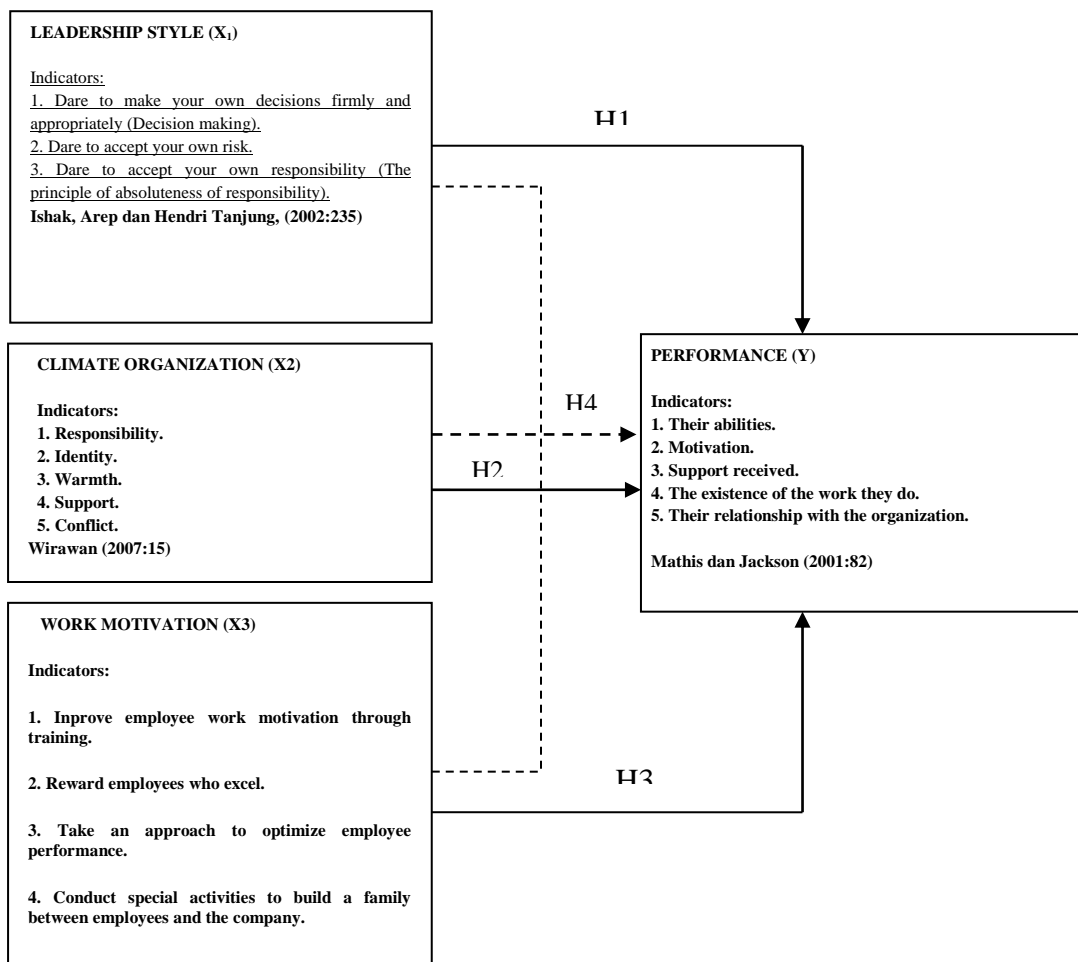 LEADERSHIP STYLE (X₁)
Indicators:
1. Dare to make your own decisions firmly and
appropriately (Decision making).
2. Dare to accept your own risk.
3. Dare to accept your own responsibility (The
principle of absoluteness of responsibility).
Ishak, Arep dan Hendri Tanjung, (2002:235)
H1
CLIMATE ORGANIZATION (X2)
Indicators:
1. Responsibility.
2. Identity.
3. Warmth.
4. Support.
5. Conflict.
Wirawan (2007:15)
H4
H2
PERFORMANCE (Y)
Indicators:
1. Their abilities.
2. Motivation.
3. Support received.
4. The existence of the work they do.
5. Their relationship with the organization.
Mathis dan Jackson (2001:82)
WORK MOTIVATION (X3)
Indicators:
1. Inprove employee work motivation through
training.
2. Reward employees who excel.
3. Take an approach to optimize employee
performance.
4. Conduct special activities to build a family
between employees and the company.
H3